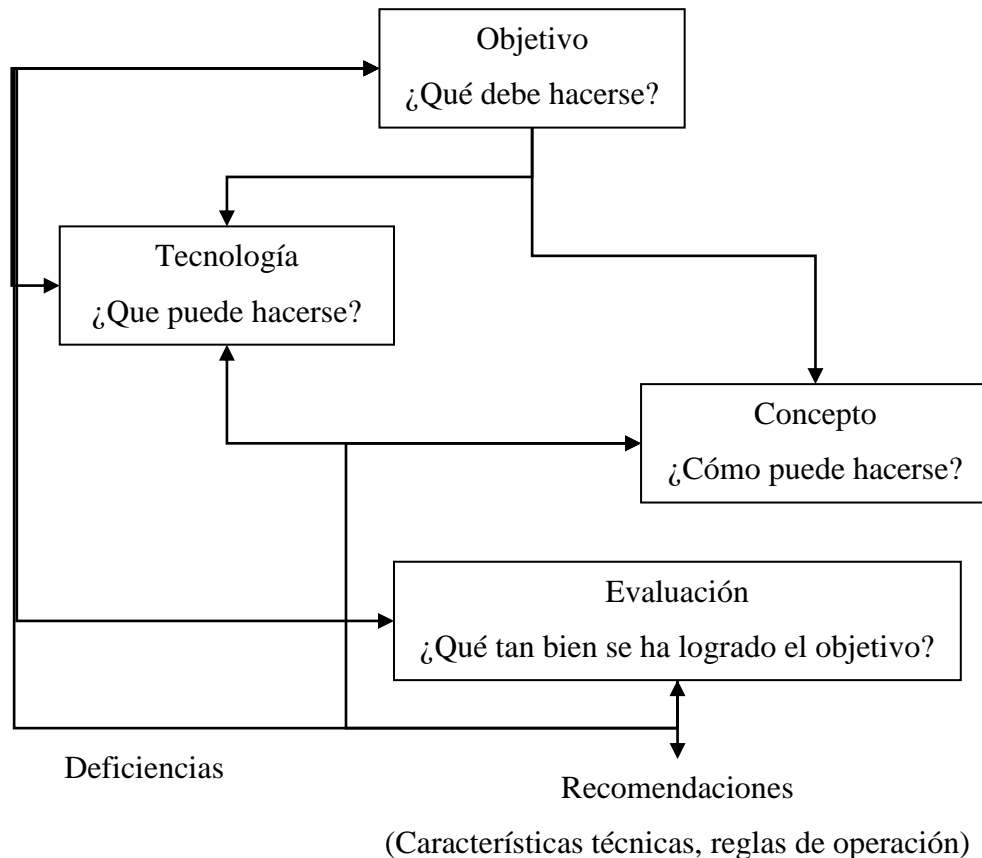 Objetivo
¿Qué debe hacerse?
Tecnología
¿Que puede hacerse?
Concepto
¿Cómo puede hacerse?
Evaluación
¿Qué tan bien se ha logrado el objetivo?
Deficiencias
Recomendaciones
(Características técnicas, reglas de operación)